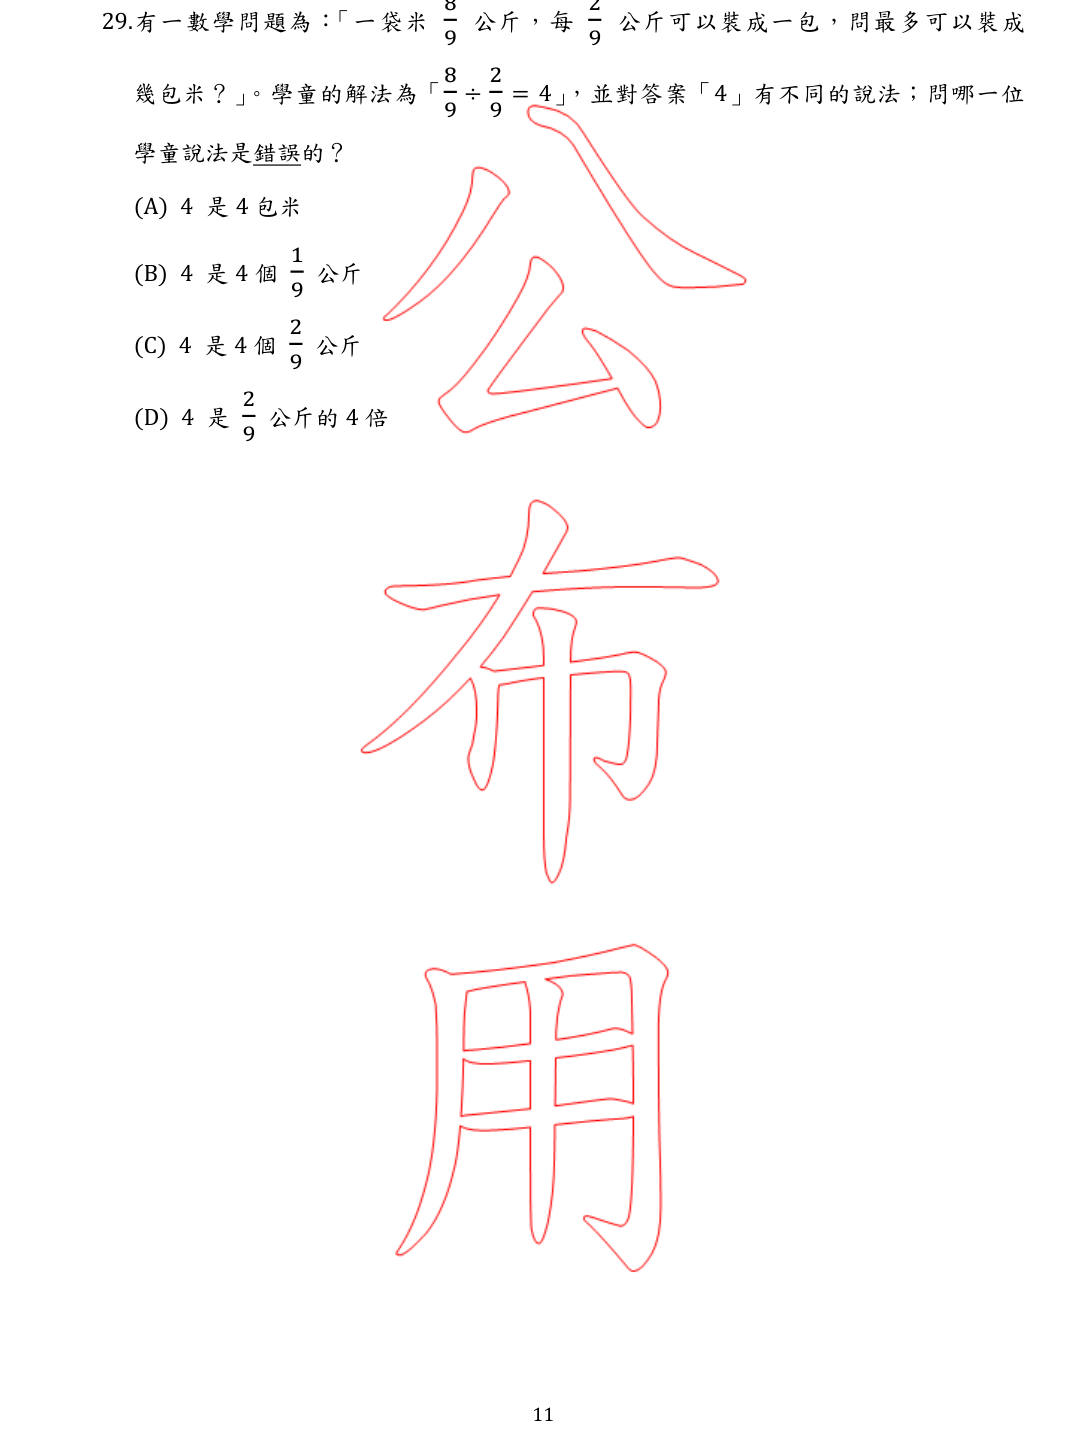 29.有一數學問題為：「一袋米 8/9 公斤，每 2/9 公斤可以裝成一包，問最多可以裝成
幾包米？」。學童的解法為「8/9 ÷ 2/9 = 4」，並對答案「4」有不同的說法；問哪一位
學童說法是錯誤的？
(A) 4 是 4 包米
(B) 4 是 4 個 1/9 公斤
(C) 4 是 4 個 2/9 公斤
(D) 4 是 2/9 公斤的 4 倍
公
布
用
11